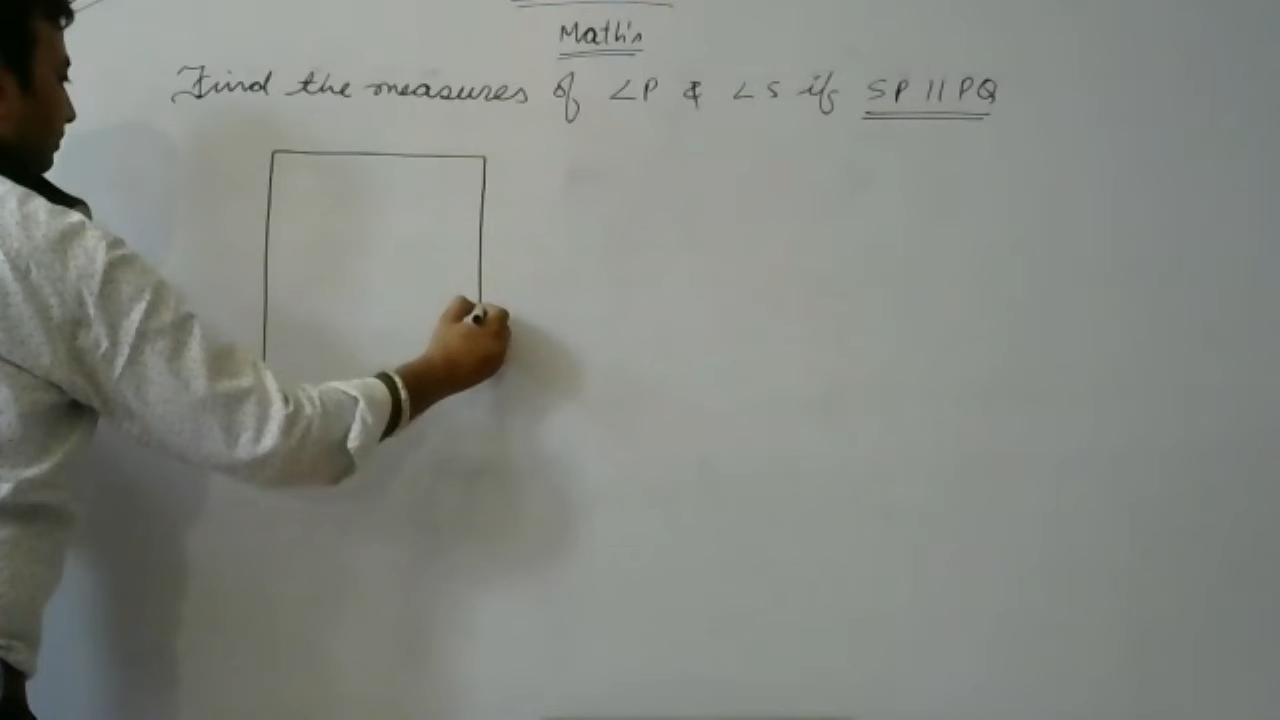 Math's
Find the measures of ∠P & ∠S if SP || PQ